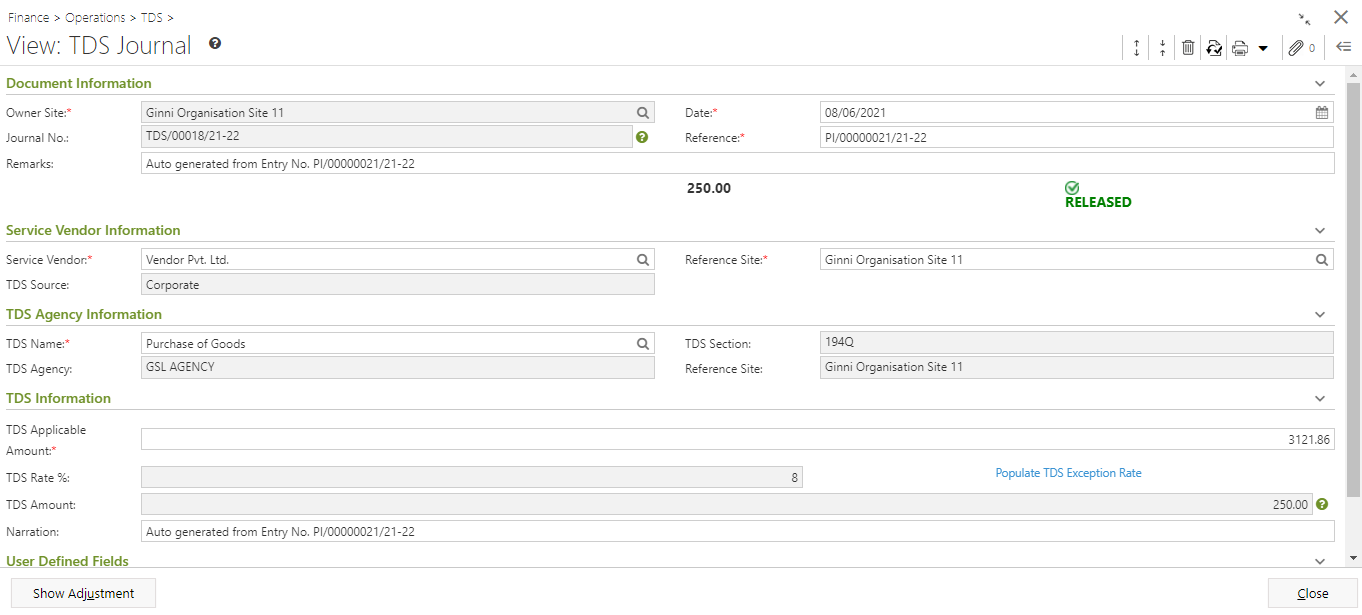 Finance > Operations > TDS >
View: TDS Journal ?
0
Document Information
Owner Site:* Ginni Organisation Site 11 Date:* 08/06/2021
Journal No.: TDS/00018/21-22 ? Reference:* PI/00000021/21-22
Remarks: Auto generated from Entry No. PI/00000021/21-22
250.00
RELEASED
Service Vendor Information
Service Vendor:* Vendor Pvt. Ltd. Reference Site:* Ginni Organisation Site 11
TDS Source: Corporate
TDS Agency Information
TDS Name:* Purchase of Goods TDS Section: 194Q
TDS Agency: GSL AGENCY Reference Site: Ginni Organisation Site 11
TDS Information
TDS Applicable
Amount:* 3121.86
TDS Rate %: 8 Populate TDS Exception Rate
TDS Amount: 250.00 ?
Narration: Auto generated from Entry No. PI/00000021/21-22
User Defined Fields
Show Adjustment Close